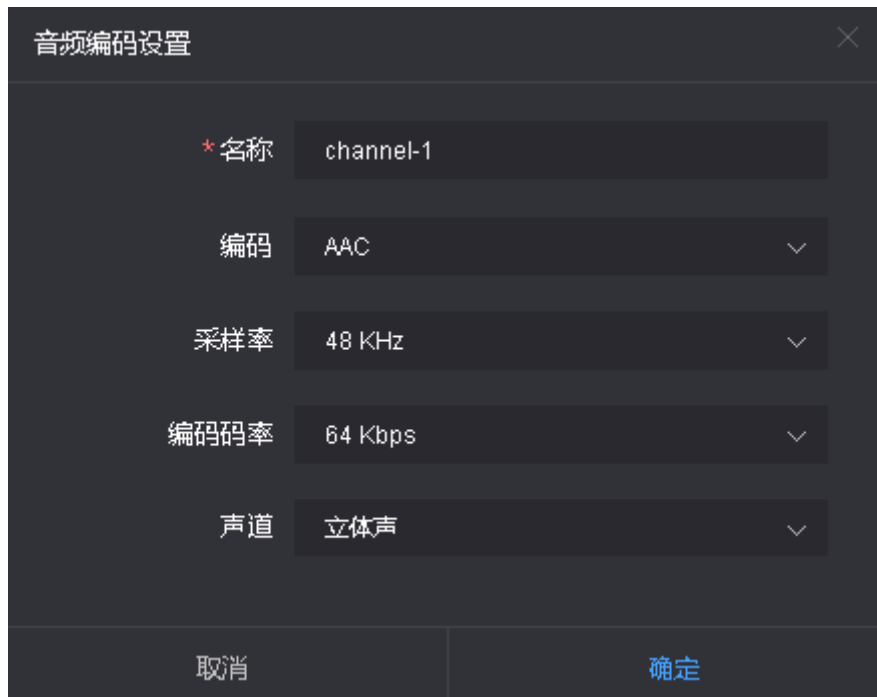 音频编码设置
*名称 channel-1
编码 AAC
采样率 48 KHz
编码码率 64 Kbps
声道 立体声
取消 确定